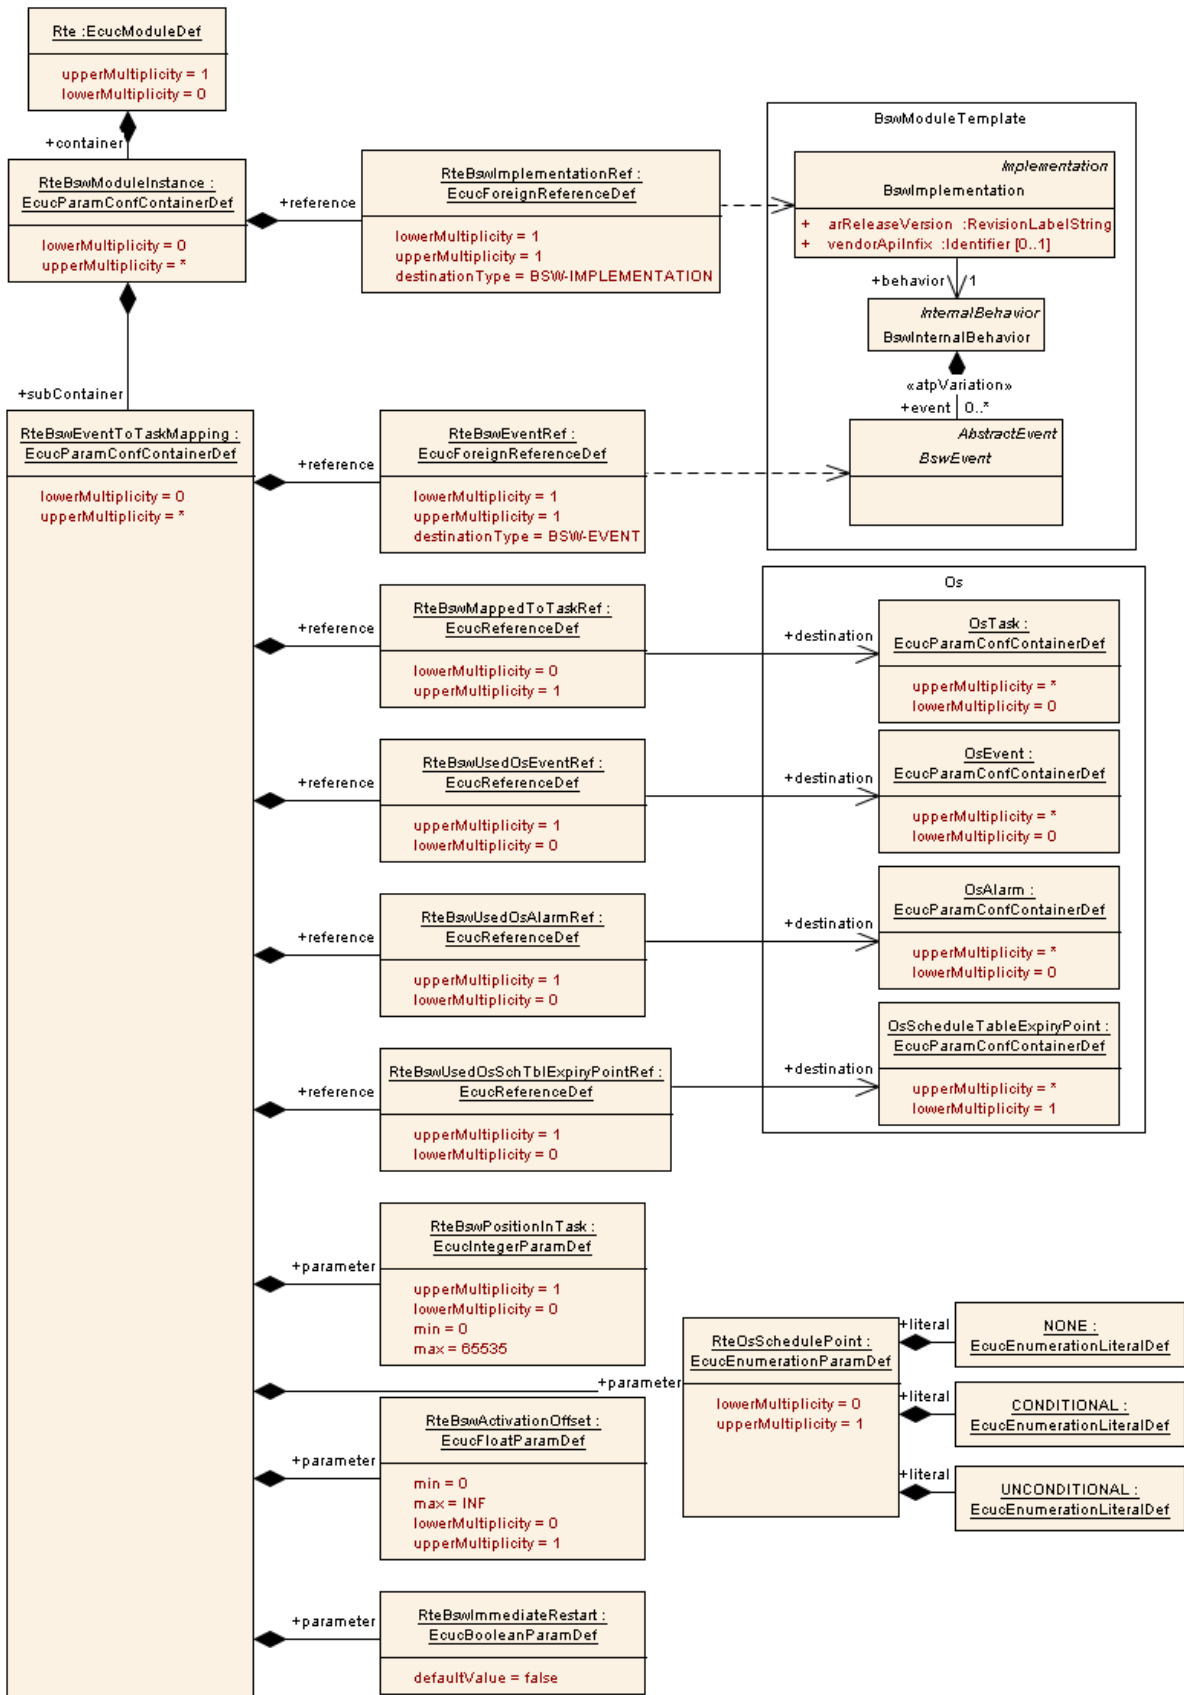 Rte :EcucModuleDef
upperMultiplicity = 1
lowerMultiplicity = 0
+container
RteBswModuleInstance :
EcucParamConfContainerDef
lowerMultiplicity = 0
upperMultiplicity = *
+reference
RteBswImplementationRef :
EcucForeignReferenceDef
lowerMultiplicity = 1
upperMultiplicity = 1
destinationType = BSW-IMPLEMENTATION
BswModuleTemplate
Implementation
BswImplementation
+ arReleaseVersion :RevisionLabelString
+ vendorApiInfix :Identifier [0..1]
+behavior 1
InternalBehavior
BswInternalBehavior
«atpVariation»
+event 0..*
AbstractEvent
BswEvent
+subContainer
RteBswEventToTaskMapping :
EcucParamConfContainerDef
lowerMultiplicity = 0
upperMultiplicity = *
+reference
RteBswEventRef :
EcucForeignReferenceDef
lowerMultiplicity = 1
upperMultiplicity = 1
destinationType = BSW-EVENT
Os
+reference
RteBswMappedToTaskRef :
EcucReferenceDef
lowerMultiplicity = 0
upperMultiplicity = 1
+destination
OsTask :
EcucParamConfContainerDef
upperMultiplicity = *
lowerMultiplicity = 0
+reference
RteBswUsedOsEventRef :
EcucReferenceDef
upperMultiplicity = 1
lowerMultiplicity = 0
+destination
OsEvent :
EcucParamConfContainerDef
upperMultiplicity = *
lowerMultiplicity = 0
+reference
RteBswUsedOsAlarmRef :
EcucReferenceDef
upperMultiplicity = 1
lowerMultiplicity = 0
+destination
OsAlarm :
EcucParamConfContainerDef
upperMultiplicity = *
lowerMultiplicity = 0
+reference
RteBswUsedOsSchTblExpiryPointRef :
EcucReferenceDef
upperMultiplicity = 1
lowerMultiplicity = 0
+destination
OsScheduleTableExpiryPoint :
EcucParamConfContainerDef
upperMultiplicity = *
lowerMultiplicity = 1
+parameter
RteBswPositionInTask :
EcucIntegerParamDef
upperMultiplicity = 1
lowerMultiplicity = 0
min = 0
max = 65535
+parameter
RteOsSchedulePoint :
EcucEnumerationParamDef
lowerMultiplicity = 0
upperMultiplicity = 1
+literal
NONE :
EcucEnumerationLiteralDef
+literal
CONDITIONAL :
EcucEnumerationLiteralDef
+literal
UNCONDITIONAL :
EcucEnumerationLiteralDef
+parameter
RteBswActivationOffset :
EcucFloatParamDef
min = 0
max = INF
lowerMultiplicity = 0
upperMultiplicity = 1
+parameter
RteBswImmediateRestart :
EcucBooleanParamDef
defaultValue = false